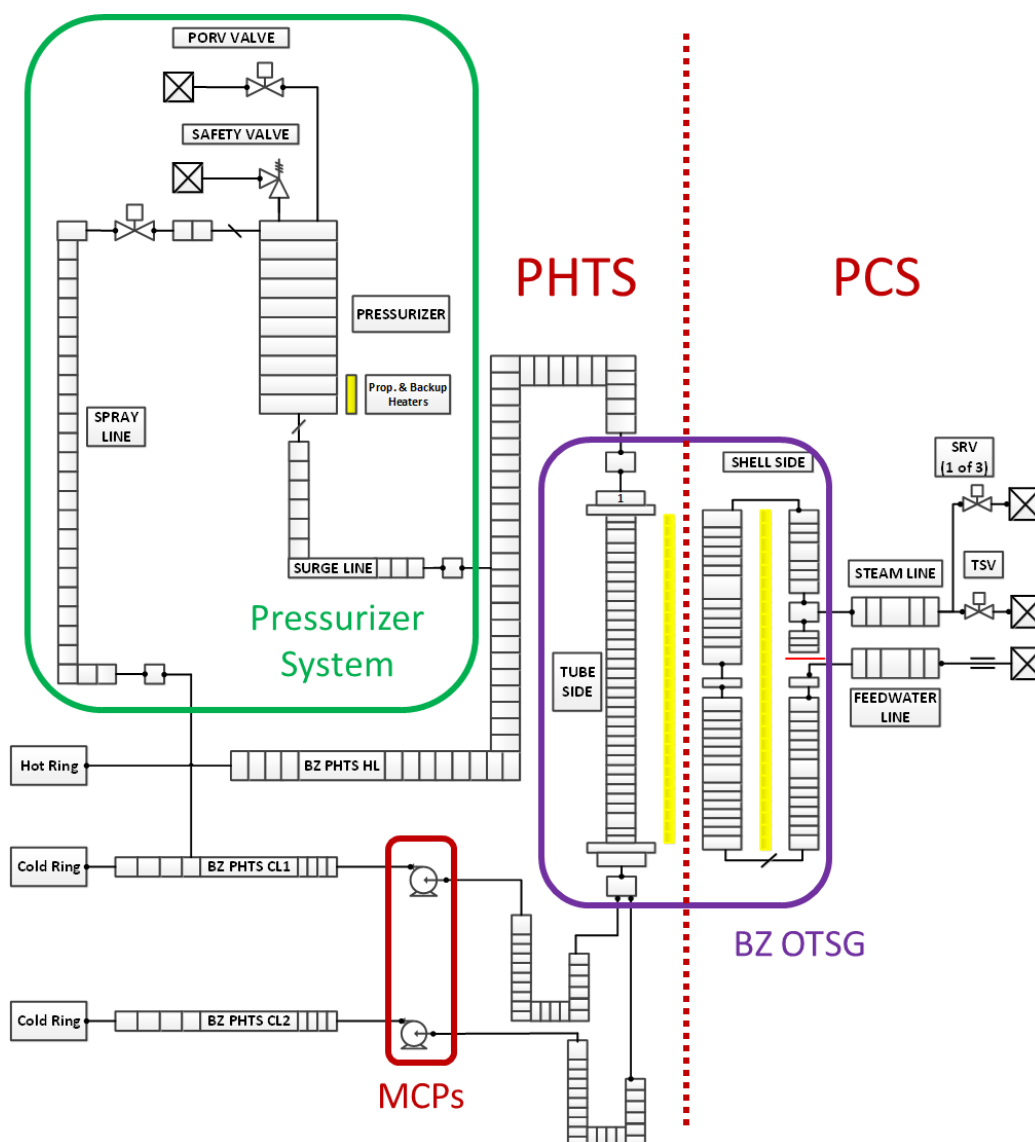 PORV VALVE
SAFETY VALVE
PHTS
PCS
PRESSURIZER
Prop. & Backup
Heaters
SPRAY
LINE
SHELL SIDE
SRV
(1 of 3)
1
SURGE LINE
STEAM LINE
TSV
Pressurizer
System
TUBE
SIDE
FEEDWATER
LINE
Hot Ring
BZ PHTS HL
Cold Ring
BZ PHTS CL1
BZ OTSG
Cold Ring
BZ PHTS CL2
MCPs